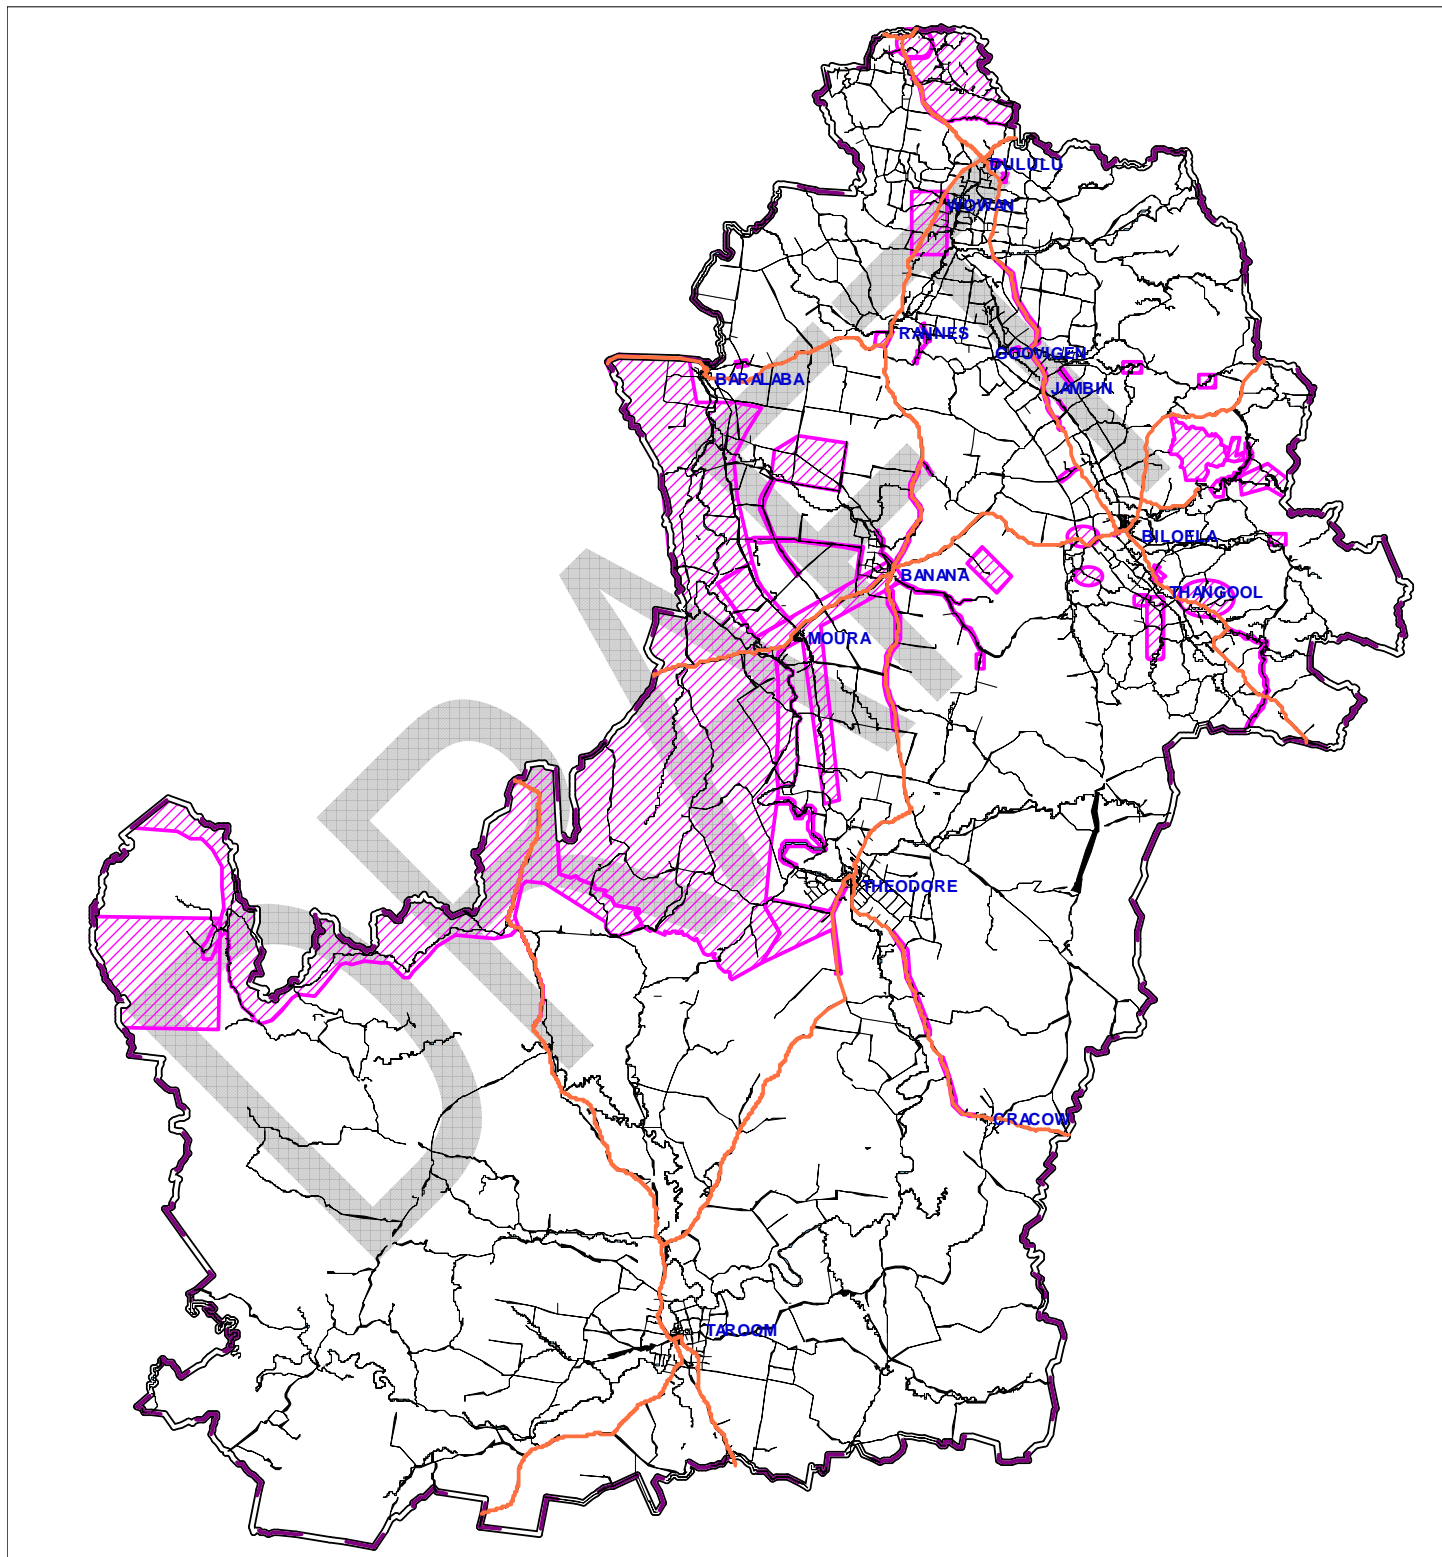 DULULU
WOWAN
RANNES
GOOVIGEN
BARALABA
JAMBIN
BILOELA
BANANA
THANGOOL
MOURA
THEODORE
CRACOW
TAROOM
DRAFT